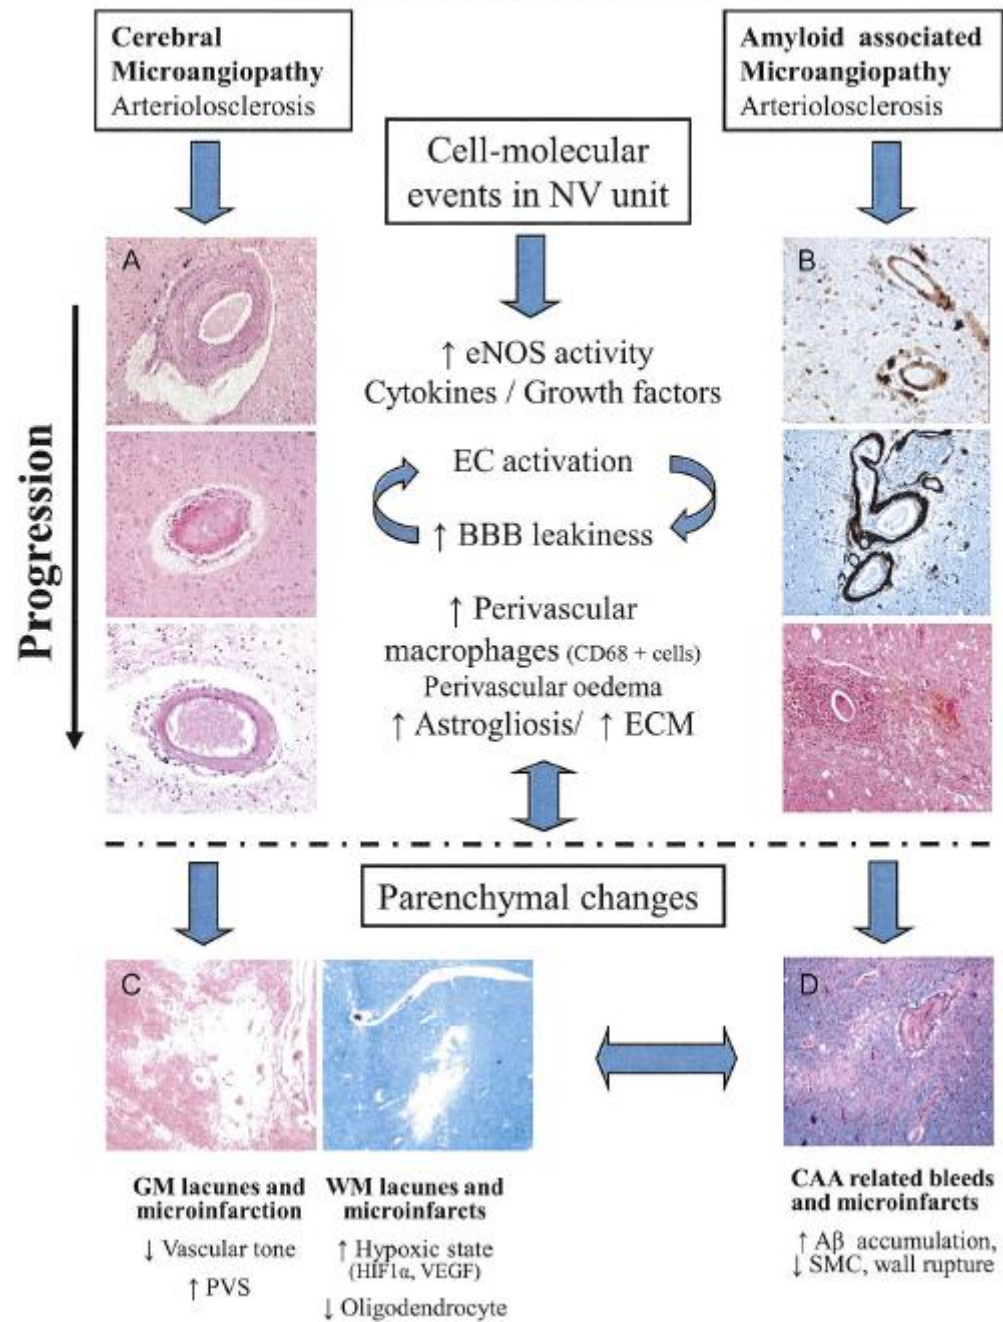 Cerebral
Microangiopathy
Arteriolosclerosis
Amyloid associated
Microangiopathy
Arteriolosclerosis
Cell-molecular
events in NV unit
A
B
Progression
↑ eNOS activity
Cytokines / Growth factors
EC activation
↑ BBB leakiness
↑ Perivascular
macrophages (CD68 + cells)
Perivascular oedema
↑ Astrogliosis/ ↑ ECM
Parenchymal changes
C
D
GM lacunes and
microinfarction
↓ Vascular tone
↑ PVS
WM lacunes and
microinfarcts
↑ Hypoxic state
(HIF1α, VEGF)
↓ Oligodendrocyte
CAA related bleeds
and microinfarcts
↑ Aβ accumulation,
↓ SMC, wall rupture